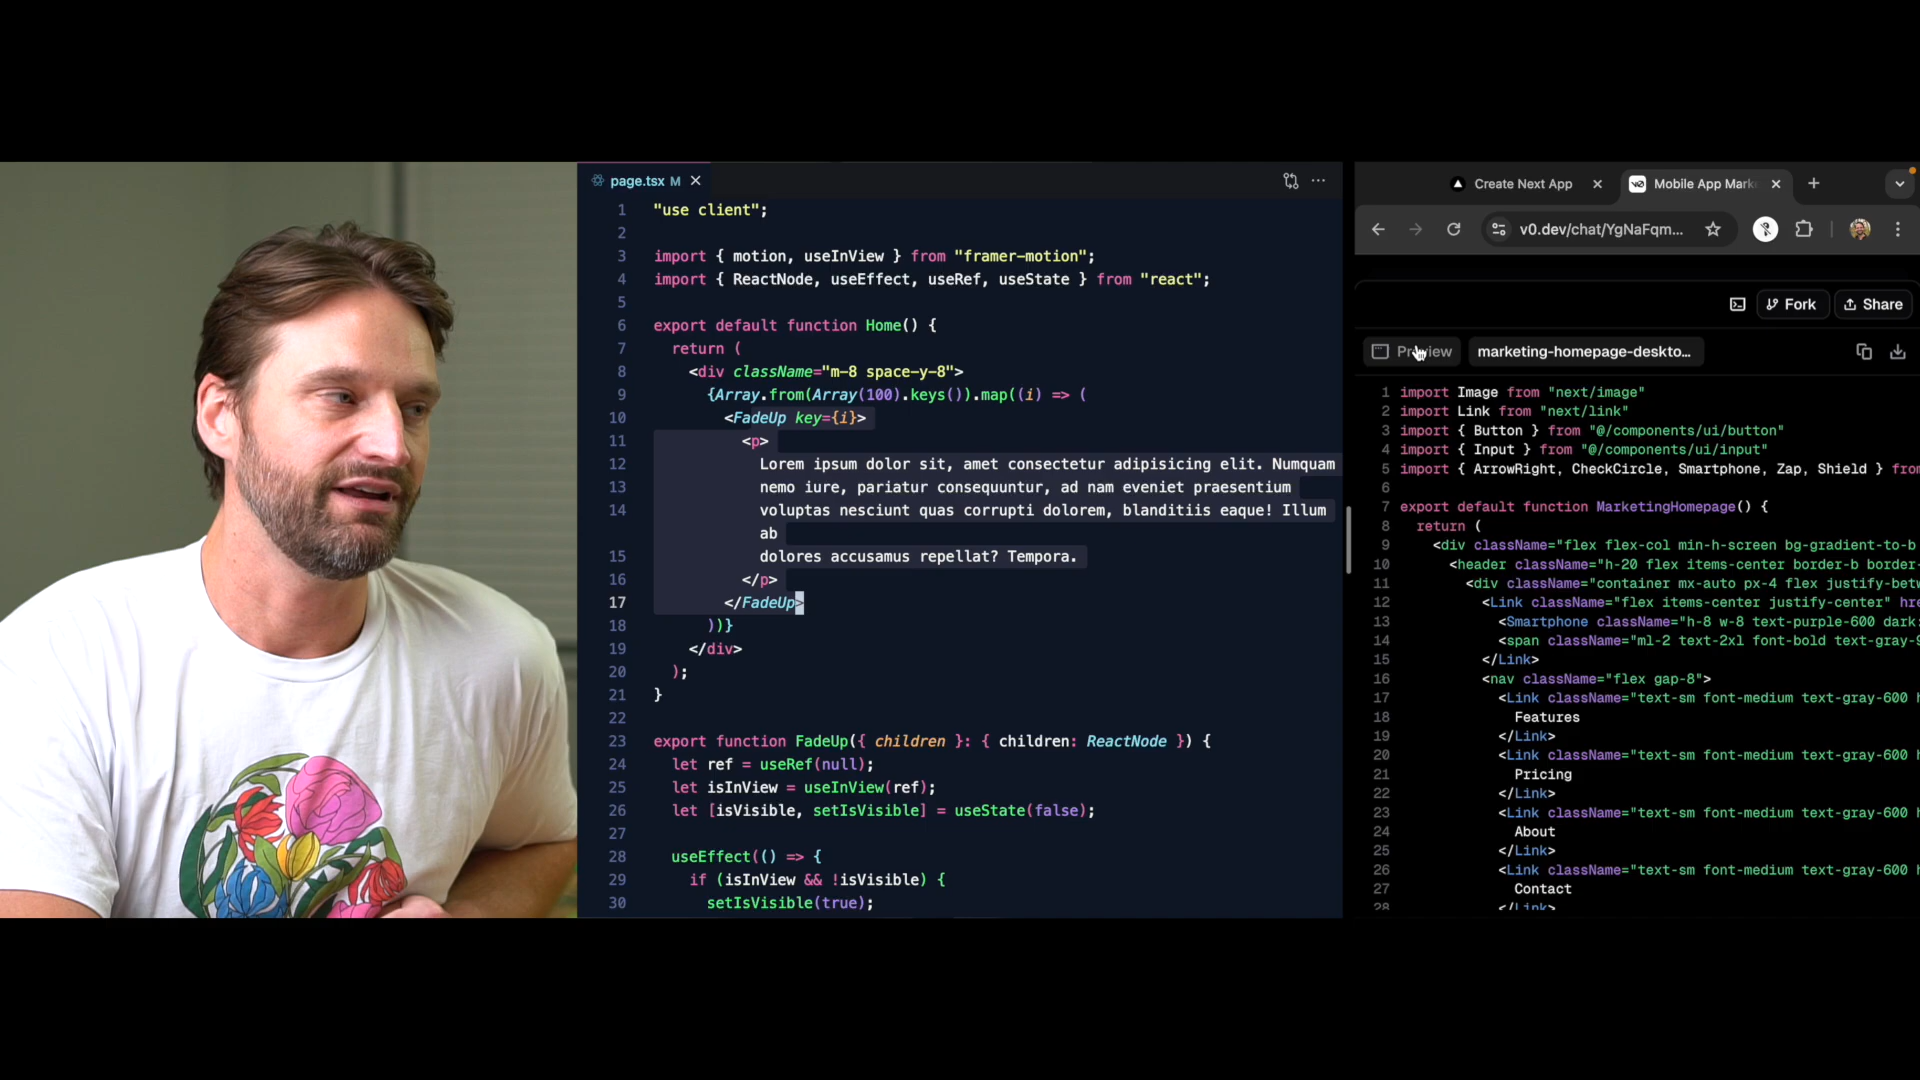 page.tsx M
1 "use client";
2
3 import { motion, useInView } from "framer-motion";
4 import { ReactNode, useEffect, useRef, useState } from "react";
5
6 export default function Home() {
7 return (
8 <div className="m-8 space-y-8">
9 {Array.from(Array(100).keys()).map((i) => (
10 <FadeUp key={i}>
11 <p>
12 Lorem ipsum dolor sit, amet consectetur adipisicing elit. Numquam
13 nemo iure, pariatur consequuntur, ad nam eveniet praesentium
14 voluptas nesciunt quas corrupti dolorem, blanditiis eaque! Illum
ab
15 dolores accusamus repellat? Tempora.
16 </p>
17 </FadeUp>
18 ))}
19 </div>
20 );
21 }
22
23 export function FadeUp({ children }: { children: ReactNode }) {
24 let ref = useRef(null);
25 let isInView = useInView(ref);
26 let [isVisible, setIsVisible] = useState(false);
27
28 useEffect(() => {
29 if (isInView && !isVisible) {
30 setIsVisible(true);
Create Next App
Mobile App Mark
v0.dev/chat/YgNaFqm...
Fork Share
Preview marketing-homepage-deskto...
1 import Image from "next/image"
2 import Link from "next/link"
3 import { Button } from "@/components/ui/button"
4 import { Input } from "@/components/ui/input"
5 import { ArrowRight, CheckCircle, Smartphone, Zap, Shield } from
6
7 export default function MarketingHomepage() {
8 return (
9 <div className="flex flex-col min-h-screen bg-gradient-to-b
10 <header className="h-20 flex items-center border-b border-
11 <div className="container mx-auto px-4 flex justify-betw
12 <Link className="flex items-center justify-center" hre
13 <Smartphone className="h-8 w-8 text-purple-600 dark:
14 <span className="ml-2 text-2xl font-bold text-gray-9
15 </Link>
16 <nav className="flex gap-8">
17 <Link className="text-sm font-medium text-gray-600 h
18 Features
19 </Link>
20 <Link className="text-sm font-medium text-gray-600 h
21 Pricing
22 </Link>
23 <Link className="text-sm font-medium text-gray-600 h
24 About
25 </Link>
26 <Link className="text-sm font-medium text-gray-600 h
27 Contact
28 </Link>